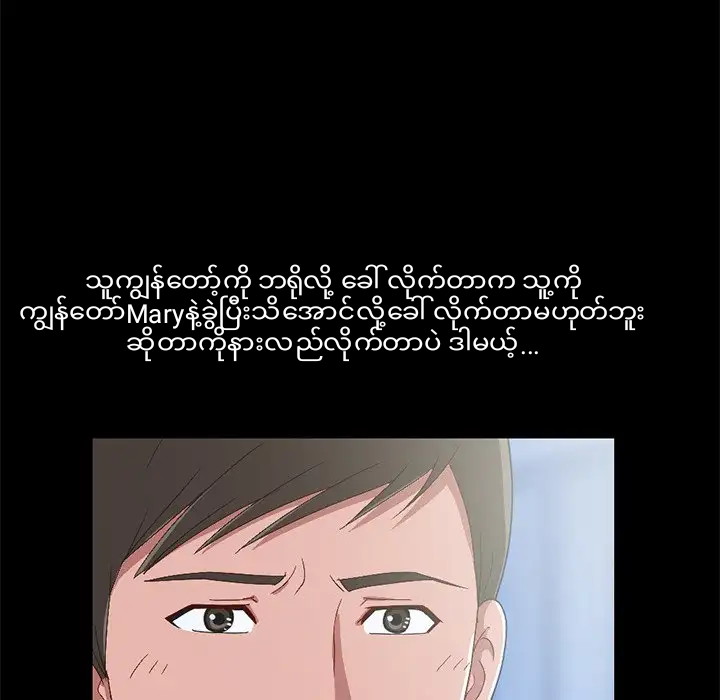 သူကျွန်တော့်ကို ဘရိုလို့ ခေါ်လိုက်တာက သူ့ကို
ကျွန်တော်Maryနဲ့ခွဲပြီးသိအောင်လို့ခေါ်လိုက်တာမဟုတ်ဘူး
ဆိုတာကိုနားလည်လိုက်တာပဲ ဒါမယ့်...